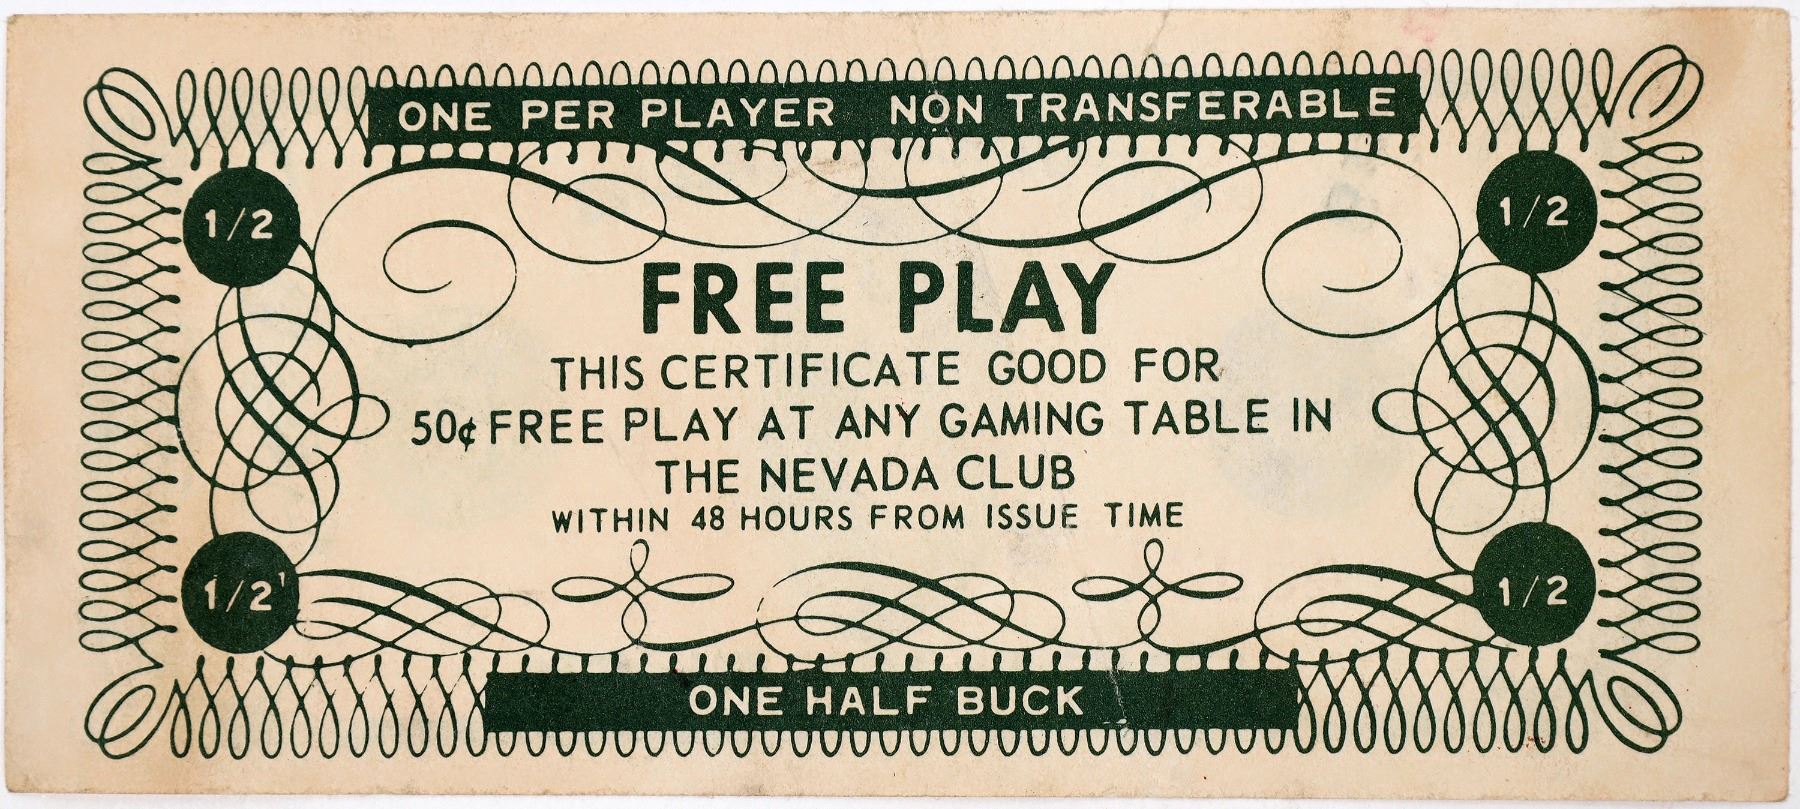 ONE PER PLAYER NON TRANSFERABLE
1/2 1/2
FREE PLAY
THIS CERTIFICATE GOOD FOR
50¢ FREE PLAY AT ANY GAMING TABLE IN
THE NEVADA CLUB
WITHIN 48 HOURS FROM ISSUE TIME
1/2 1/2
ONE HALF BUCK